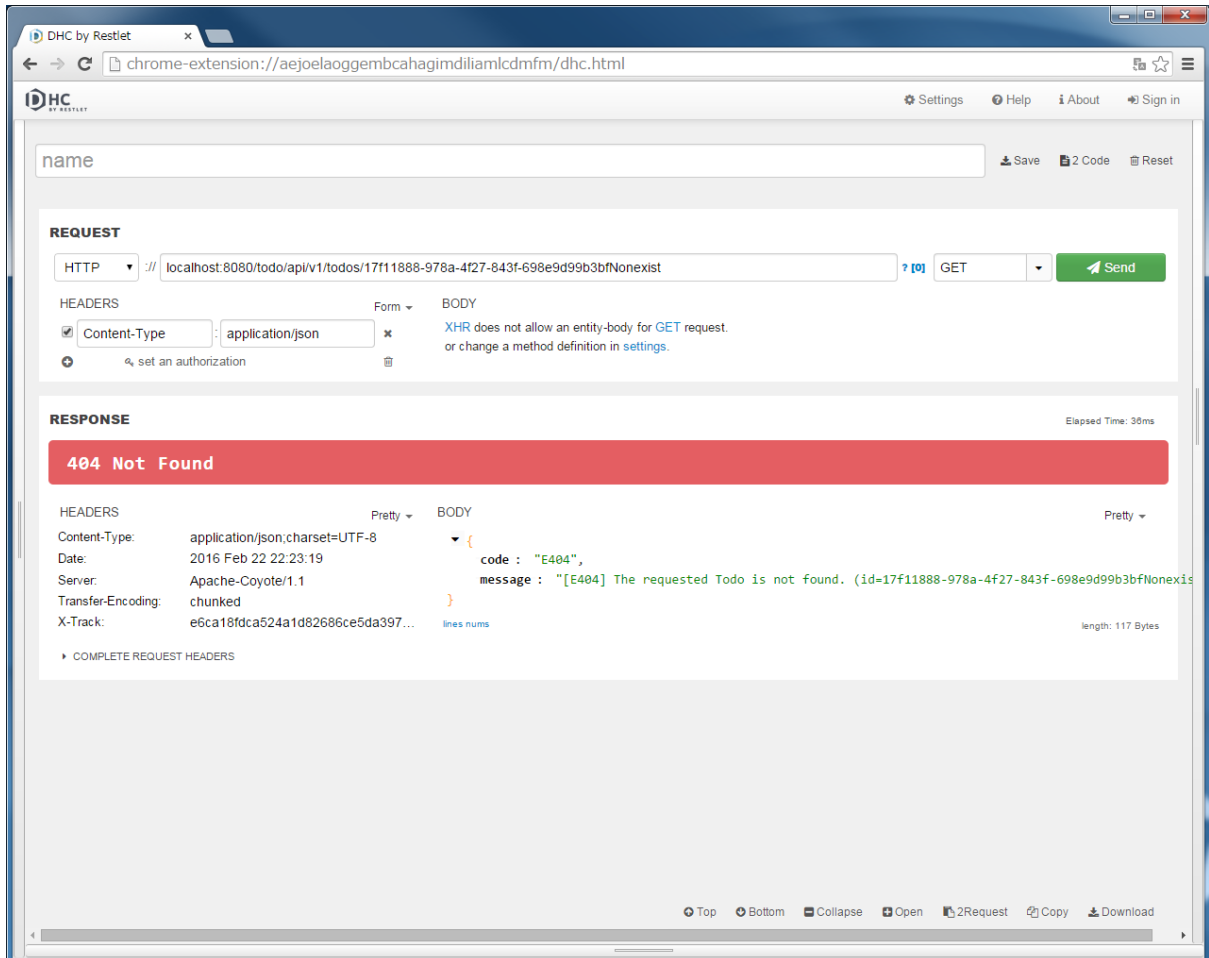 DHC by Restlet
chrome-extension://aejoelaoggembcahagimdiliamlcdmfm/dhc.html
DHC BY RESTLET Settings Help About Sign in
name Save 2 Code Reset
REQUEST
HTTP :// localhost:8080/todo/api/v1/todos/17f11888-978a-4f27-843f-698e9d99b3bfNonexist ? [0] GET Send
HEADERS Form BODY
Content-Type : application/json XHR does not allow an entity-body for GET request.
or change a method definition in settings.
set an authorization
RESPONSE Elapsed Time: 36ms
404 Not Found
HEADERS Pretty BODY Pretty
Content-Type: application/json;charset=UTF-8 {
Date: 2016 Feb 22 22:23:19 code : "E404",
Server: Apache-Coyote/1.1 message : "[E404] The requested Todo is not found. (id=17f11888-978a-4f27-843f-698e9d99b3bfNonexis
Transfer-Encoding: chunked }
X-Track: e6ca18fdca524a1d82686ce5da397... lines nums length: 117 Bytes
COMPLETE REQUEST HEADERS
Top Bottom Collapse Open 2Request Copy Download